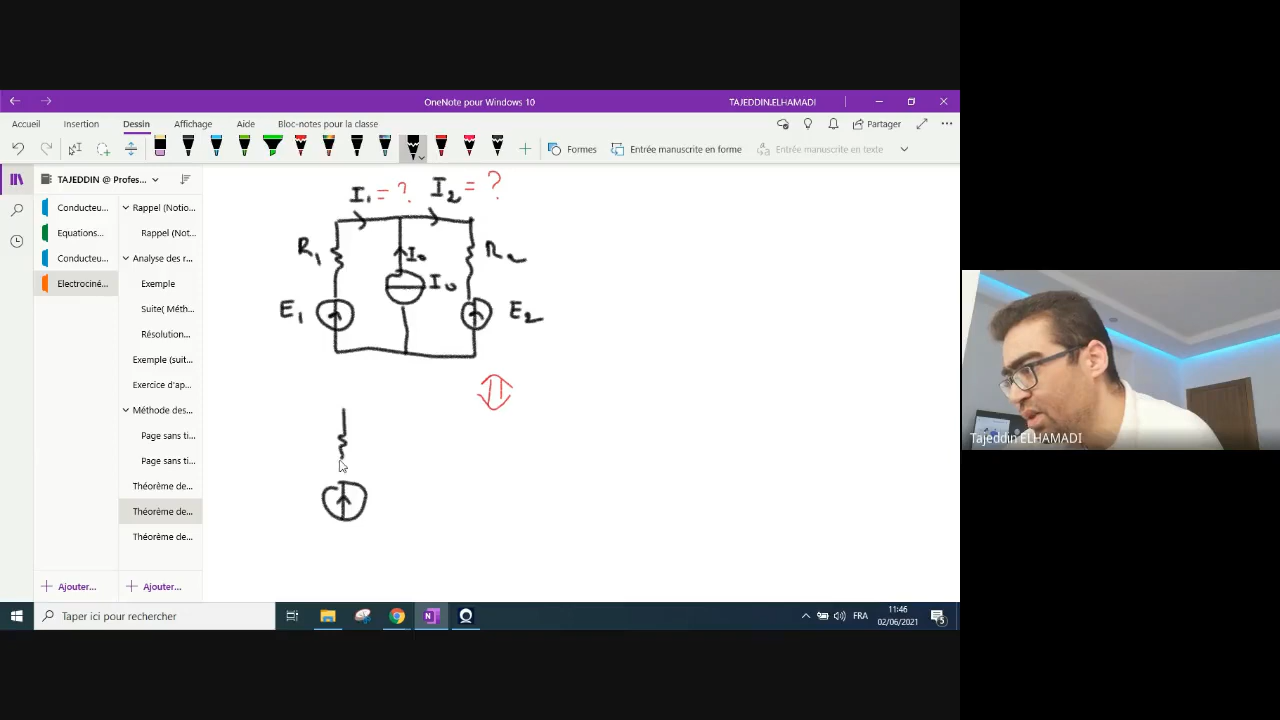 OneNote pour Windows 10
TAJEDDIN.ELHAMADI
Accueil Insertion Dessin Affichage Aide Bloc-notes pour la classe
Partager
Formes Entrée manuscrite en forme Entrée manuscrite en texte
TAJEDDIN @ Profes...
Conducteu...
Equations...
Conducteu...
Electrociné...
Rappel (Notio...
Rappel (Not...
Analyse des r...
Exemple
Suite( Méth...
Résolution...
Exemple (suit...
Exercice d'ap...
Méthode des...
Page sans ti...
Page sans ti...
Théorème de...
Théorème de...
Théorème de...
Ajouter...
Ajouter...
I1 = ?
I2 = ?
R1
I0
R2
I0
E1
E2
Tajeddin ELHAMADI
Taper ici pour rechercher
FRA
11:46
02/06/2021
5